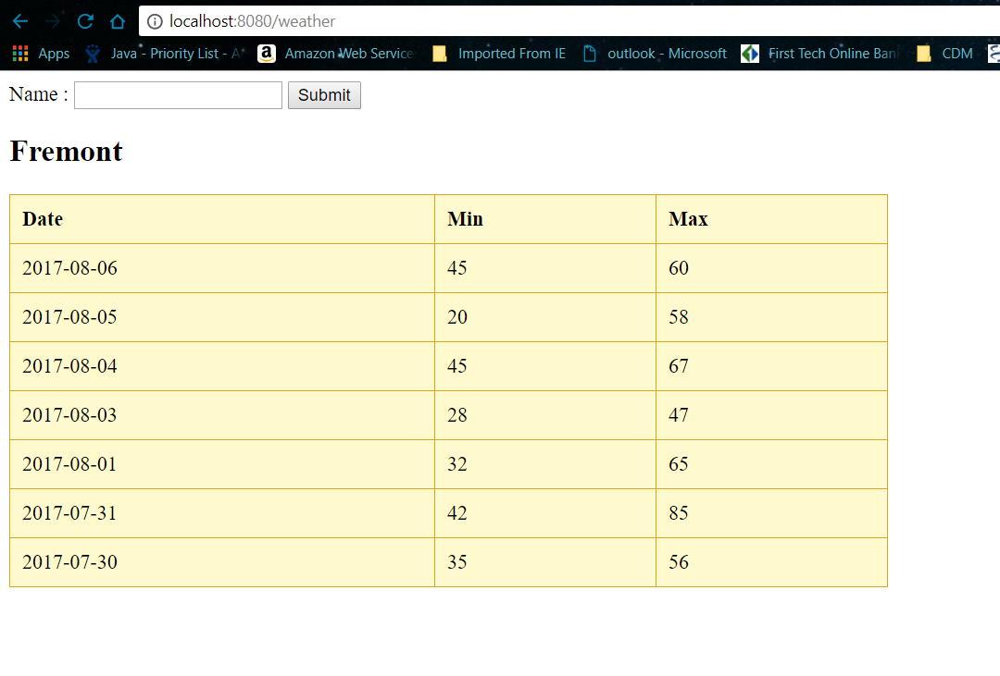 localhost:8080/weather
Apps Java - Priority List - A Amazon Web Service Imported From IE outlook - Microsoft First Tech Online Ban CDM
Name : Submit
Fremont
Date Min Max
2017-08-06 45 60
2017-08-05 20 58
2017-08-04 45 67
2017-08-03 28 47
2017-08-01 32 65
2017-07-31 42 85
2017-07-30 35 56